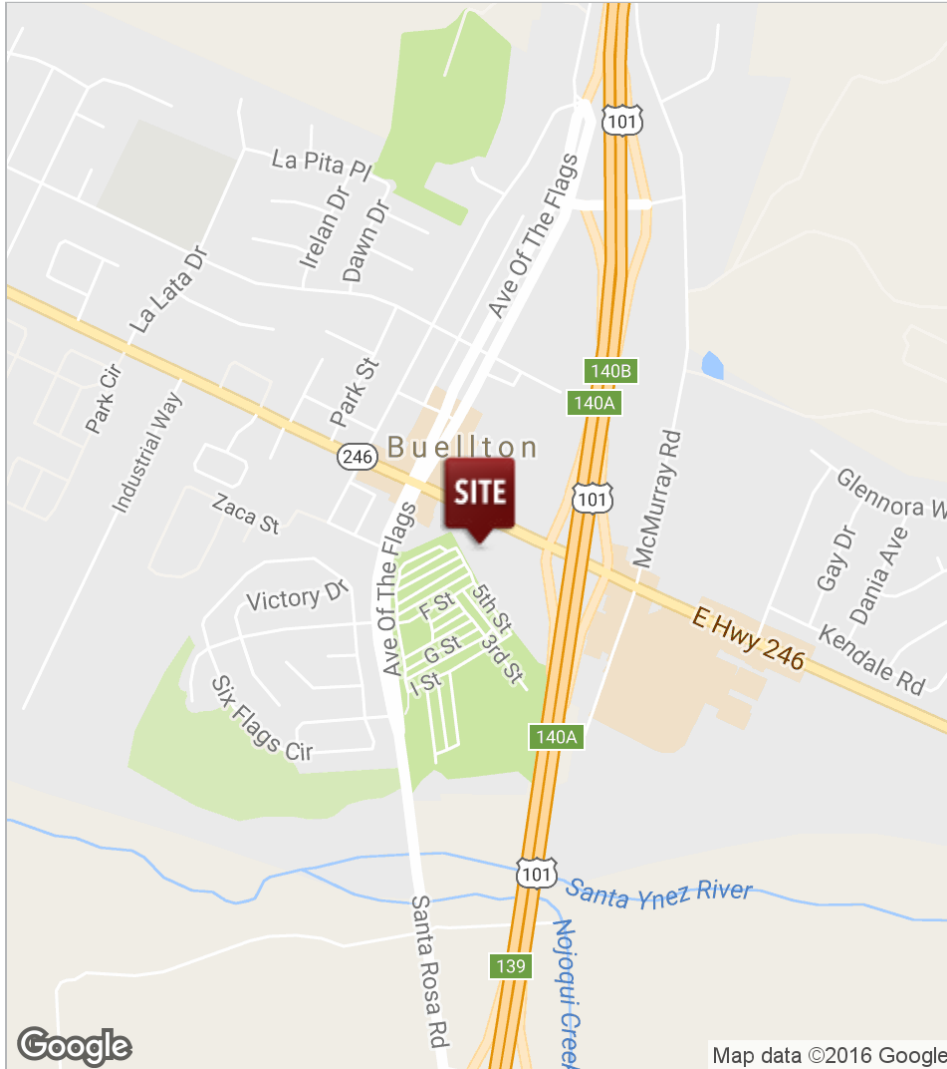 101
La Pita Pl
Irelan Dr
Dawn Dr
Ave Of The Flags
La Lata Dr
140B
140A
Park Cir
Park St
Industrial Way
246
Buellton
SITE
101
McMurray Rd
Glennora W
Zaca St
Ave Of The Flags
Gay Dr
Dania Ave
Victory Dr
F St
5th St
E Hwy 246
Kendale Rd
G St
3rd St
I St
Six Flags Cir
140A
101
Santa Ynez River
Santa Rosa Rd
Nojoqui Creek
139
Google
Map data ©2016 Google